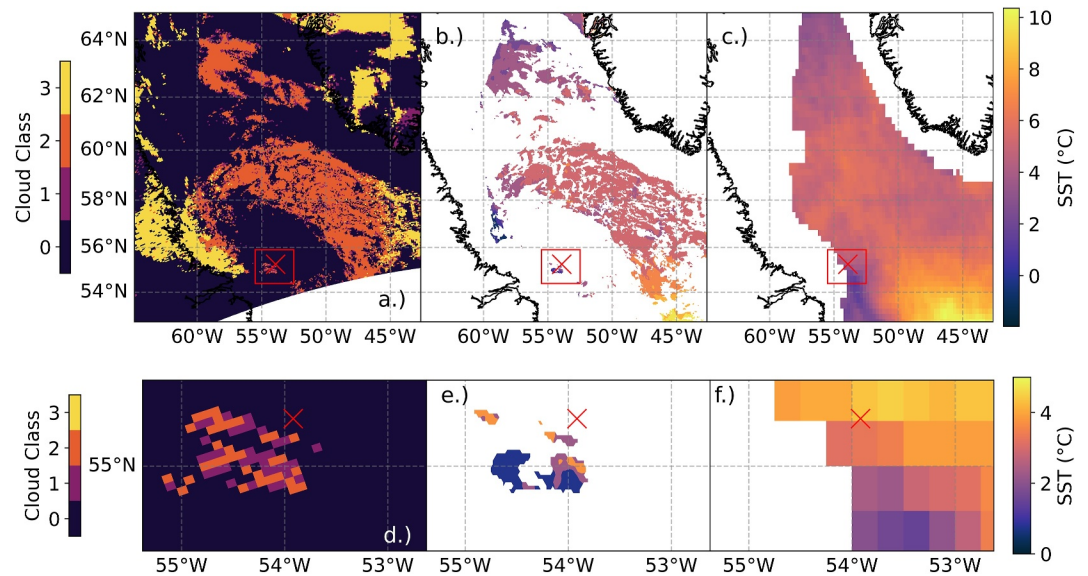 64°N
62°N
60°N
58°N
56°N
54°N
60°W 55°W 50°W 45°W
60°W 55°W 50°W 45°W
60°W 55°W 50°W 45°W
a.)
b.)
c.)
Cloud Class
3
2
1
0
SST (°C)
10
8
6
4
2
0
Cloud Class
3
2
1
0
55°N
d.)
e.)
f.)
55°W 54°W 53°W
55°W 54°W 53°W
55°W 54°W 53°W
SST (°C)
4
2
0